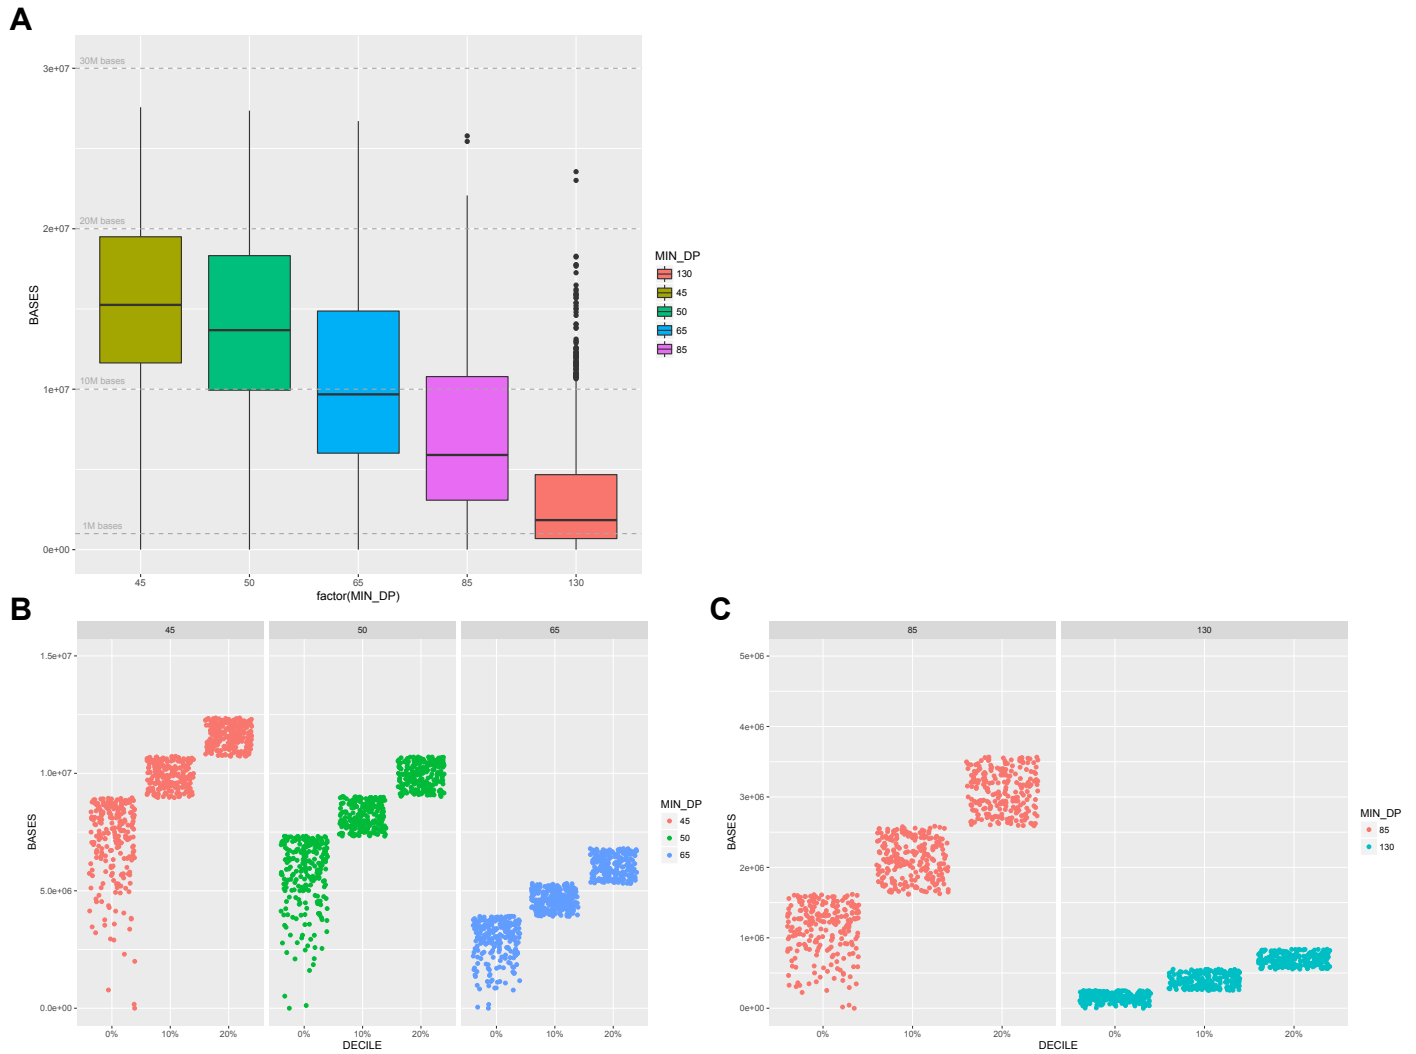 A
30M bases
3e+07
20M bases
2e+07
BASES
10M bases
1e+07
1M bases
0e+00
45 50 65 85 130
factor(MIN_DP)
MIN_DP
130
45
50
65
85
B
45 50 65
1.5e+07
1.0e+07
BASES
5.0e+06
0.0e+00
0% 10% 20% 0% 10% 20% 0% 10% 20%
DECILE
MIN_DP
45
50
65
C
85 130
5e+06
4e+06
3e+06
BASES
2e+06
1e+06
0e+00
0% 10% 20% 0% 10% 20%
DECILE
MIN_DP
85
130